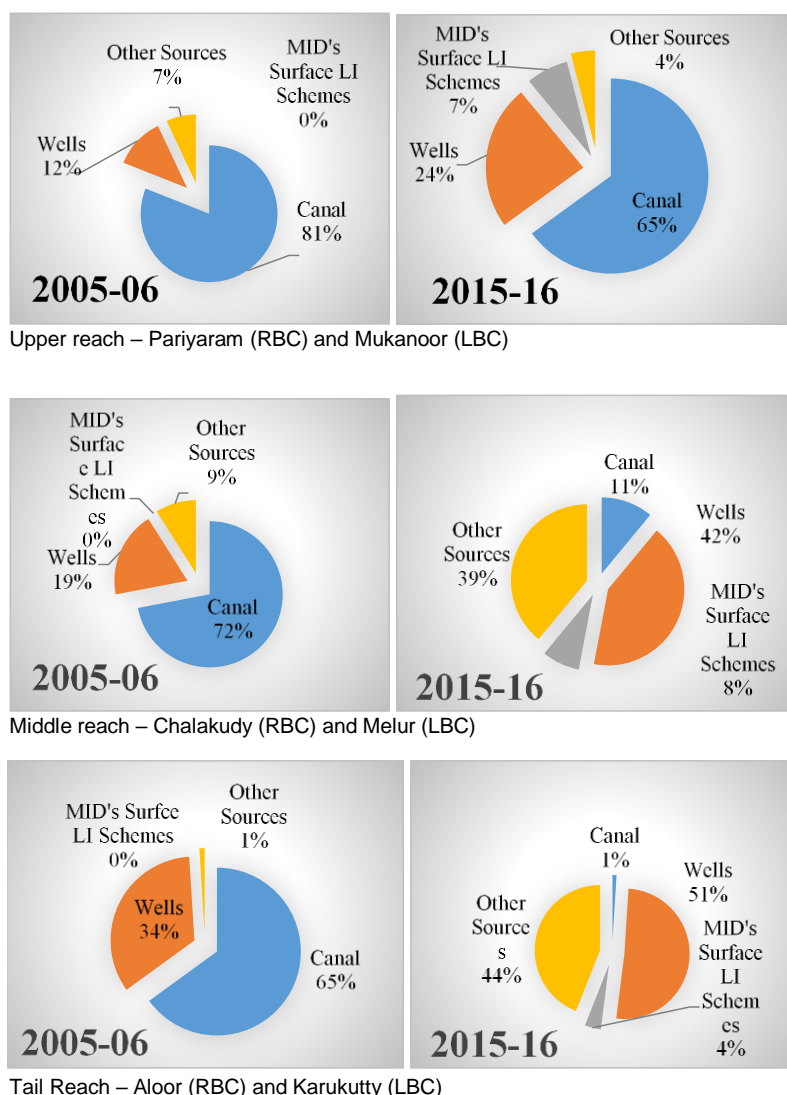 Other Sources
7%
MID's
Surface LI
Schemes
0%
Wells
12%
Canal
81%
2005-06
MID's
Surface LI
Schemes
7%
Other Sources
4%
Wells
24%
Canal
65%
2015-16
Upper reach – Pariyaram (RBC) and Mukanoor (LBC)
MID's
Surfac
e LI
Schem
es
0%
Other
Sources
9%
Wells
19%
Canal
72%
2005-06
Canal
11%
Wells
42%
Other
Sources
39%
MID's
Surface
LI
Schemes
8%
2015-16
Middle reach – Chalakudy (RBC) and Melur (LBC)
MID's Surfce
LI Schemes
0%
Other
Sources
1%
Wells
34%
Canal
65%
2005-06
Canal
1%
Wells
51%
Other
Source
s
44%
MID's
Surface
LI
Schem
es
4%
2015-16
Tail Reach – Aloor (RBC) and Karukutty (LBC)